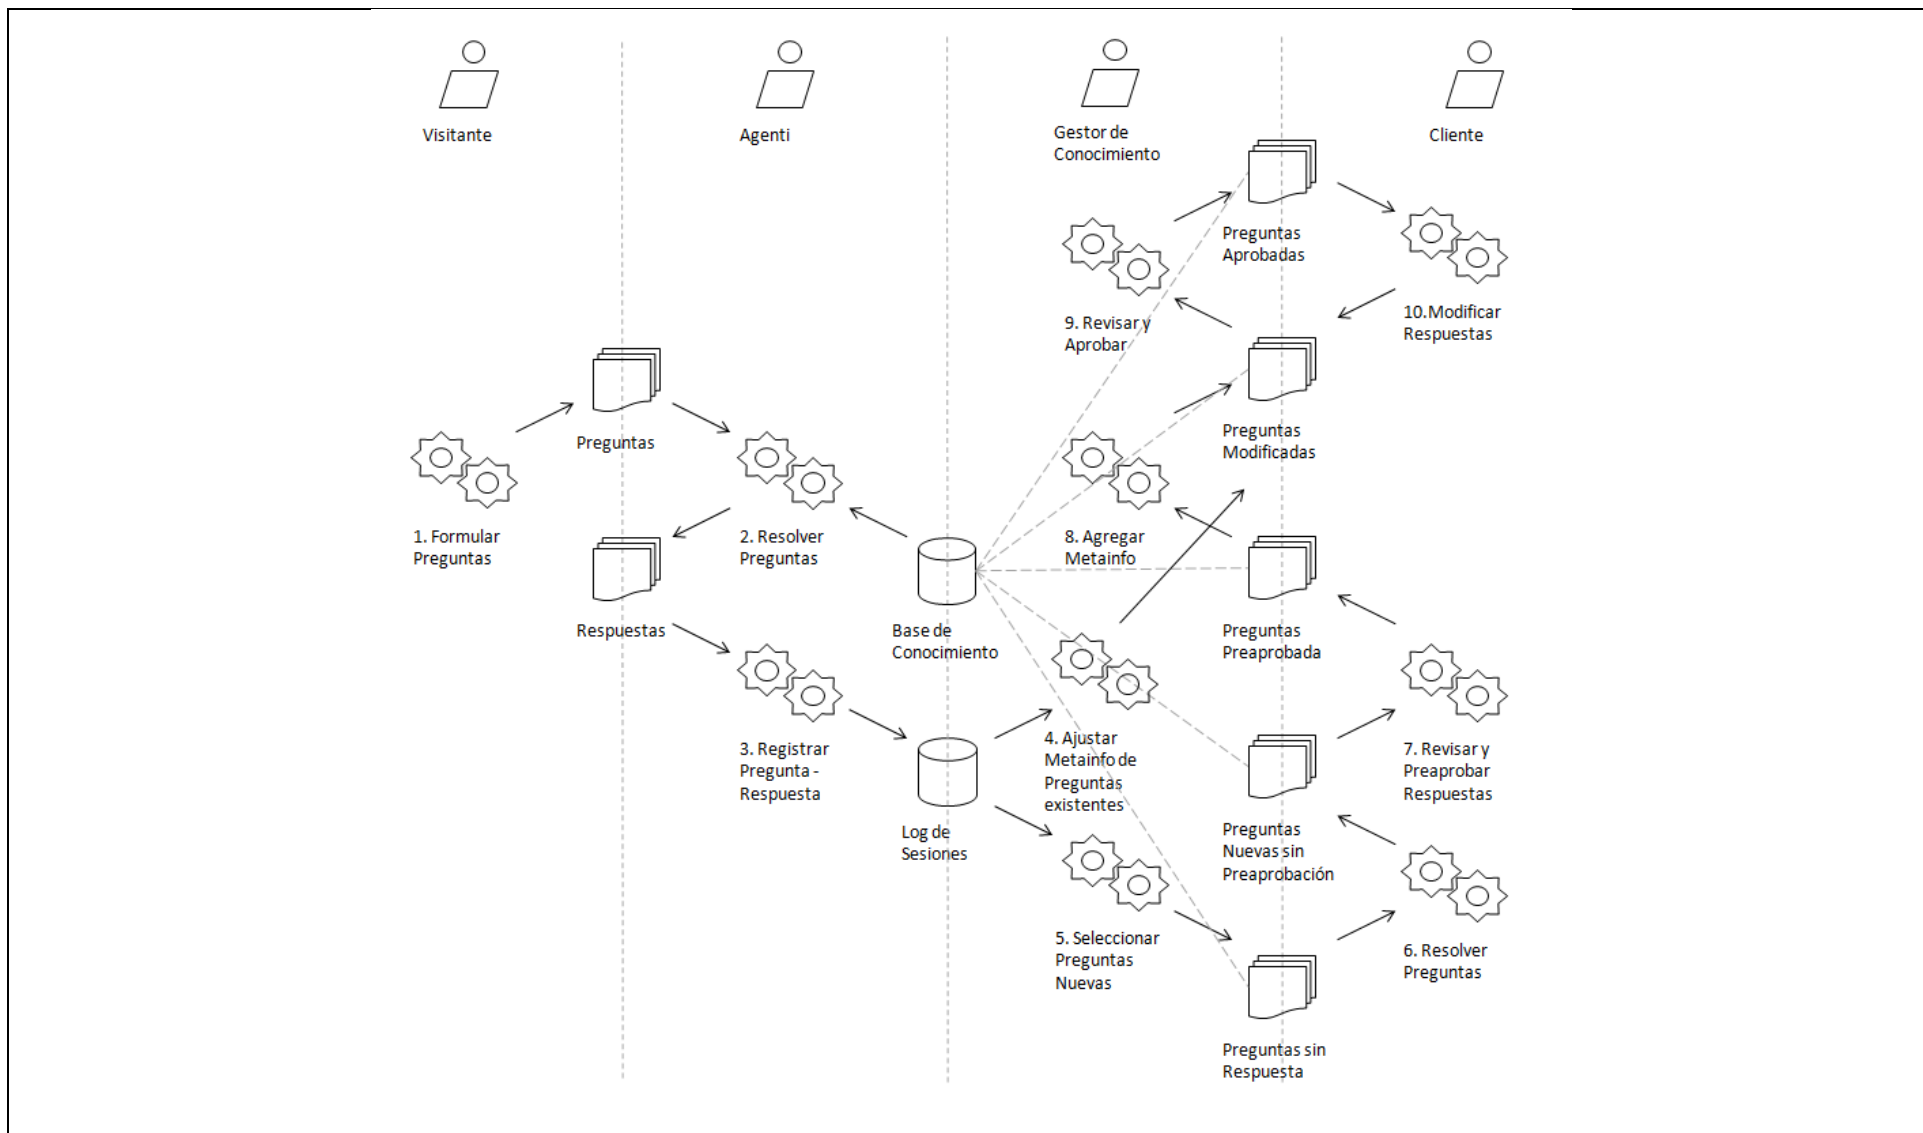 Visitante
Agenti
Gestor de
Conocimiento
Cliente
Preguntas
Aprobadas
9. Revisar y
Aprobar
10.Modificar
Respuestas
Preguntas
Preguntas
Modificadas
1. Formular
Preguntas
2. Resolver
Preguntas
8. Agregar
Metainfo
Respuestas
Base de
Conocimiento
Preguntas
Preaprobada
3. Registrar
Pregunta -
Respuesta
4. Ajustar
Metainfo de
Preguntas
existentes
7. Revisar y
Preaprobar
Respuestas
Log de
Sesiones
Preguntas
Nuevas sin
Preaprobación
5. Seleccionar
Preguntas
Nuevas
6. Resolver
Preguntas
Preguntas sin
Respuesta